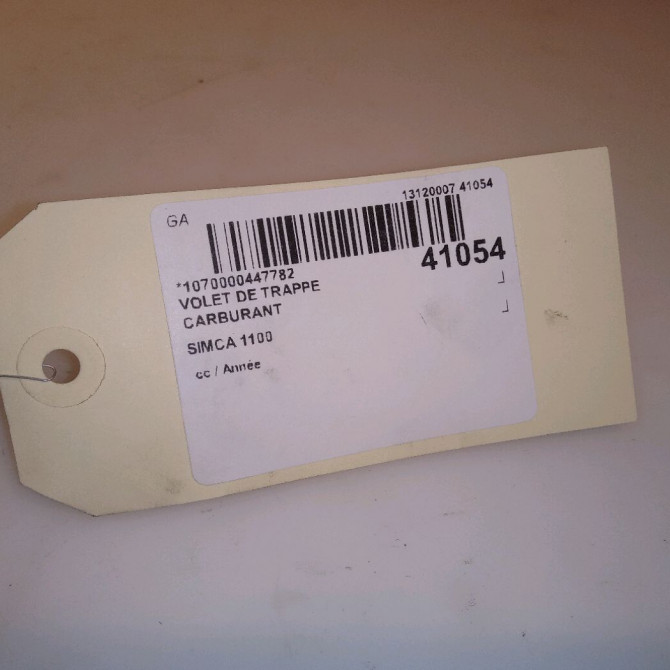 GA
13120007 41054
41054
*1070000447782
VOLET DE TRAPPE
CARBURANT
SIMCA 1100
cc / Année